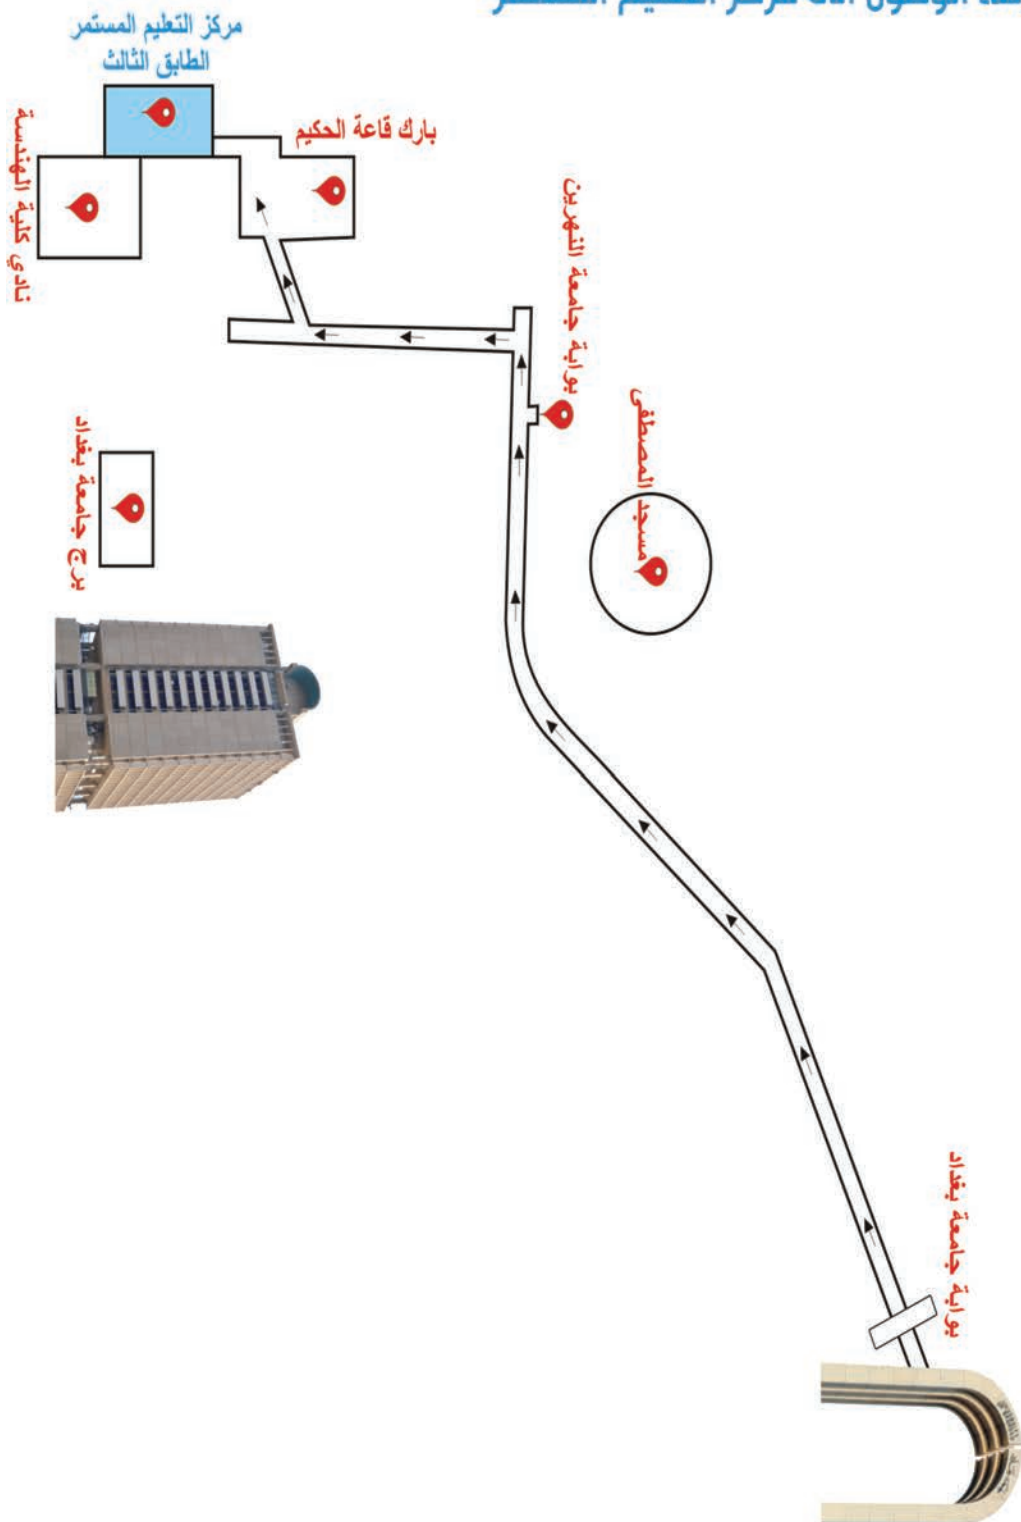 مركز التعليم المستمر
الطابق الثالث
بارك قاعة الحكيم
نادي كلية الهندسة
بوابة جامعة النهرين
مسجد المصطفى
برج جامعة بغداد
بوابة جامعة بغداد